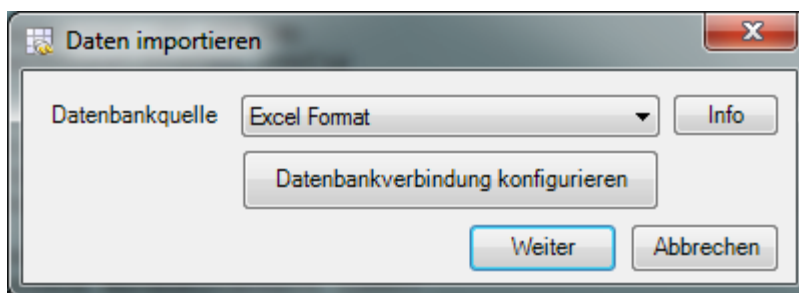 Daten importieren
Datenbankquelle Excel Format Info
Datenbankverbindung konfigurieren
Weiter Abbrechen